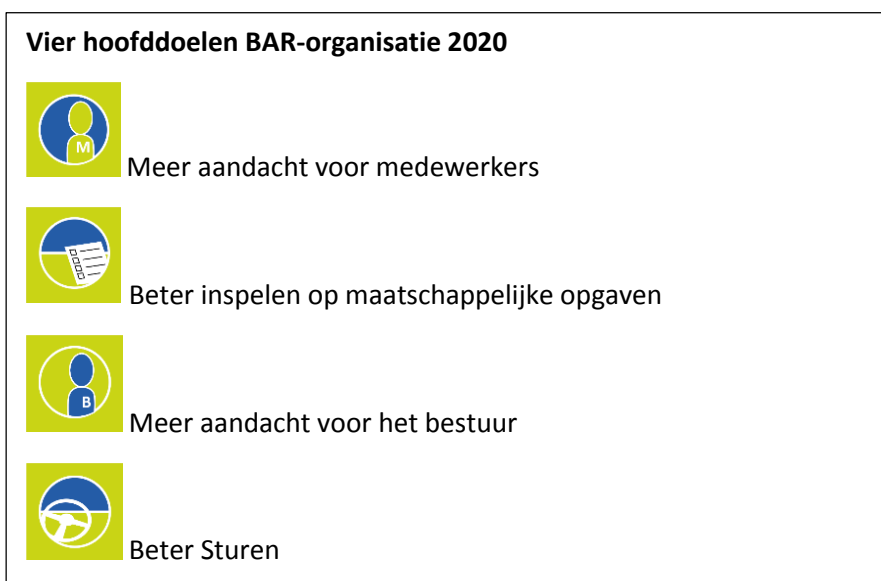 Vier hoofddoelen BAR-organisatie 2020
M
Meer aandacht voor medewerkers
Beter inspelen op maatschappelijke opgaven
B
Meer aandacht voor het bestuur
Beter Sturen